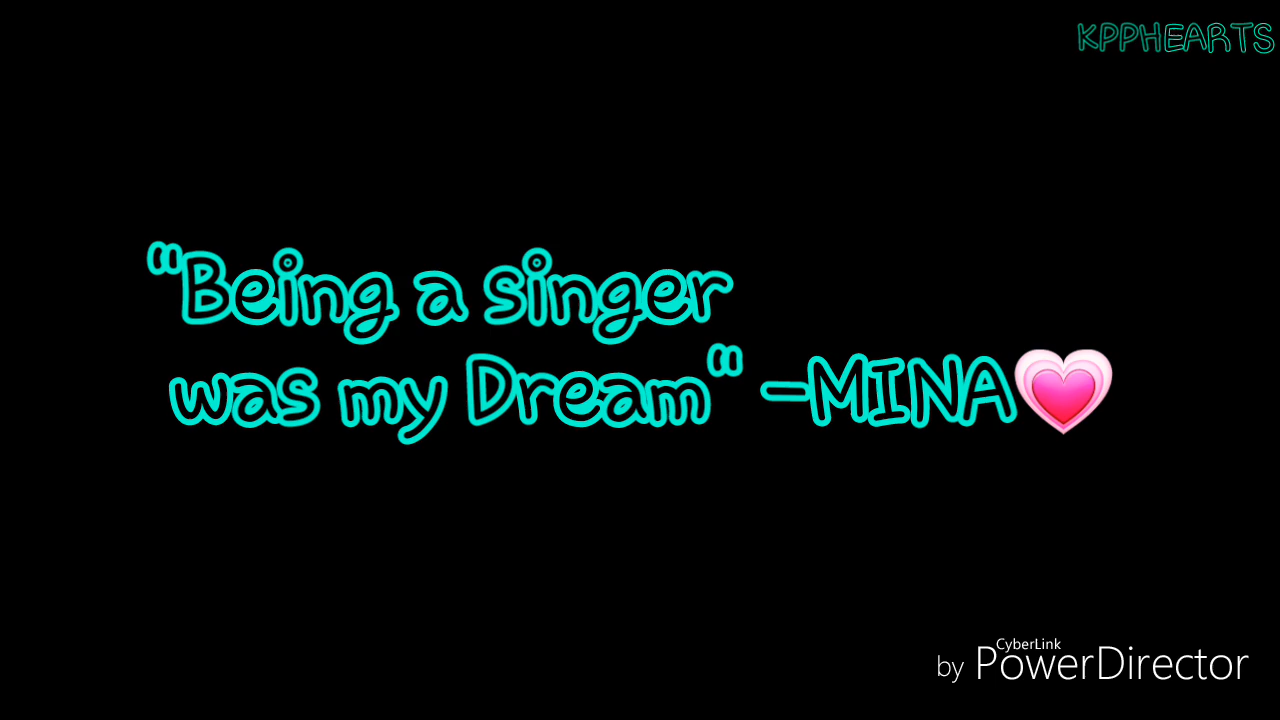 KPPHEARTS
"Being a singer
was my Dream" -MINA💗
by CyberLink PowerDirector